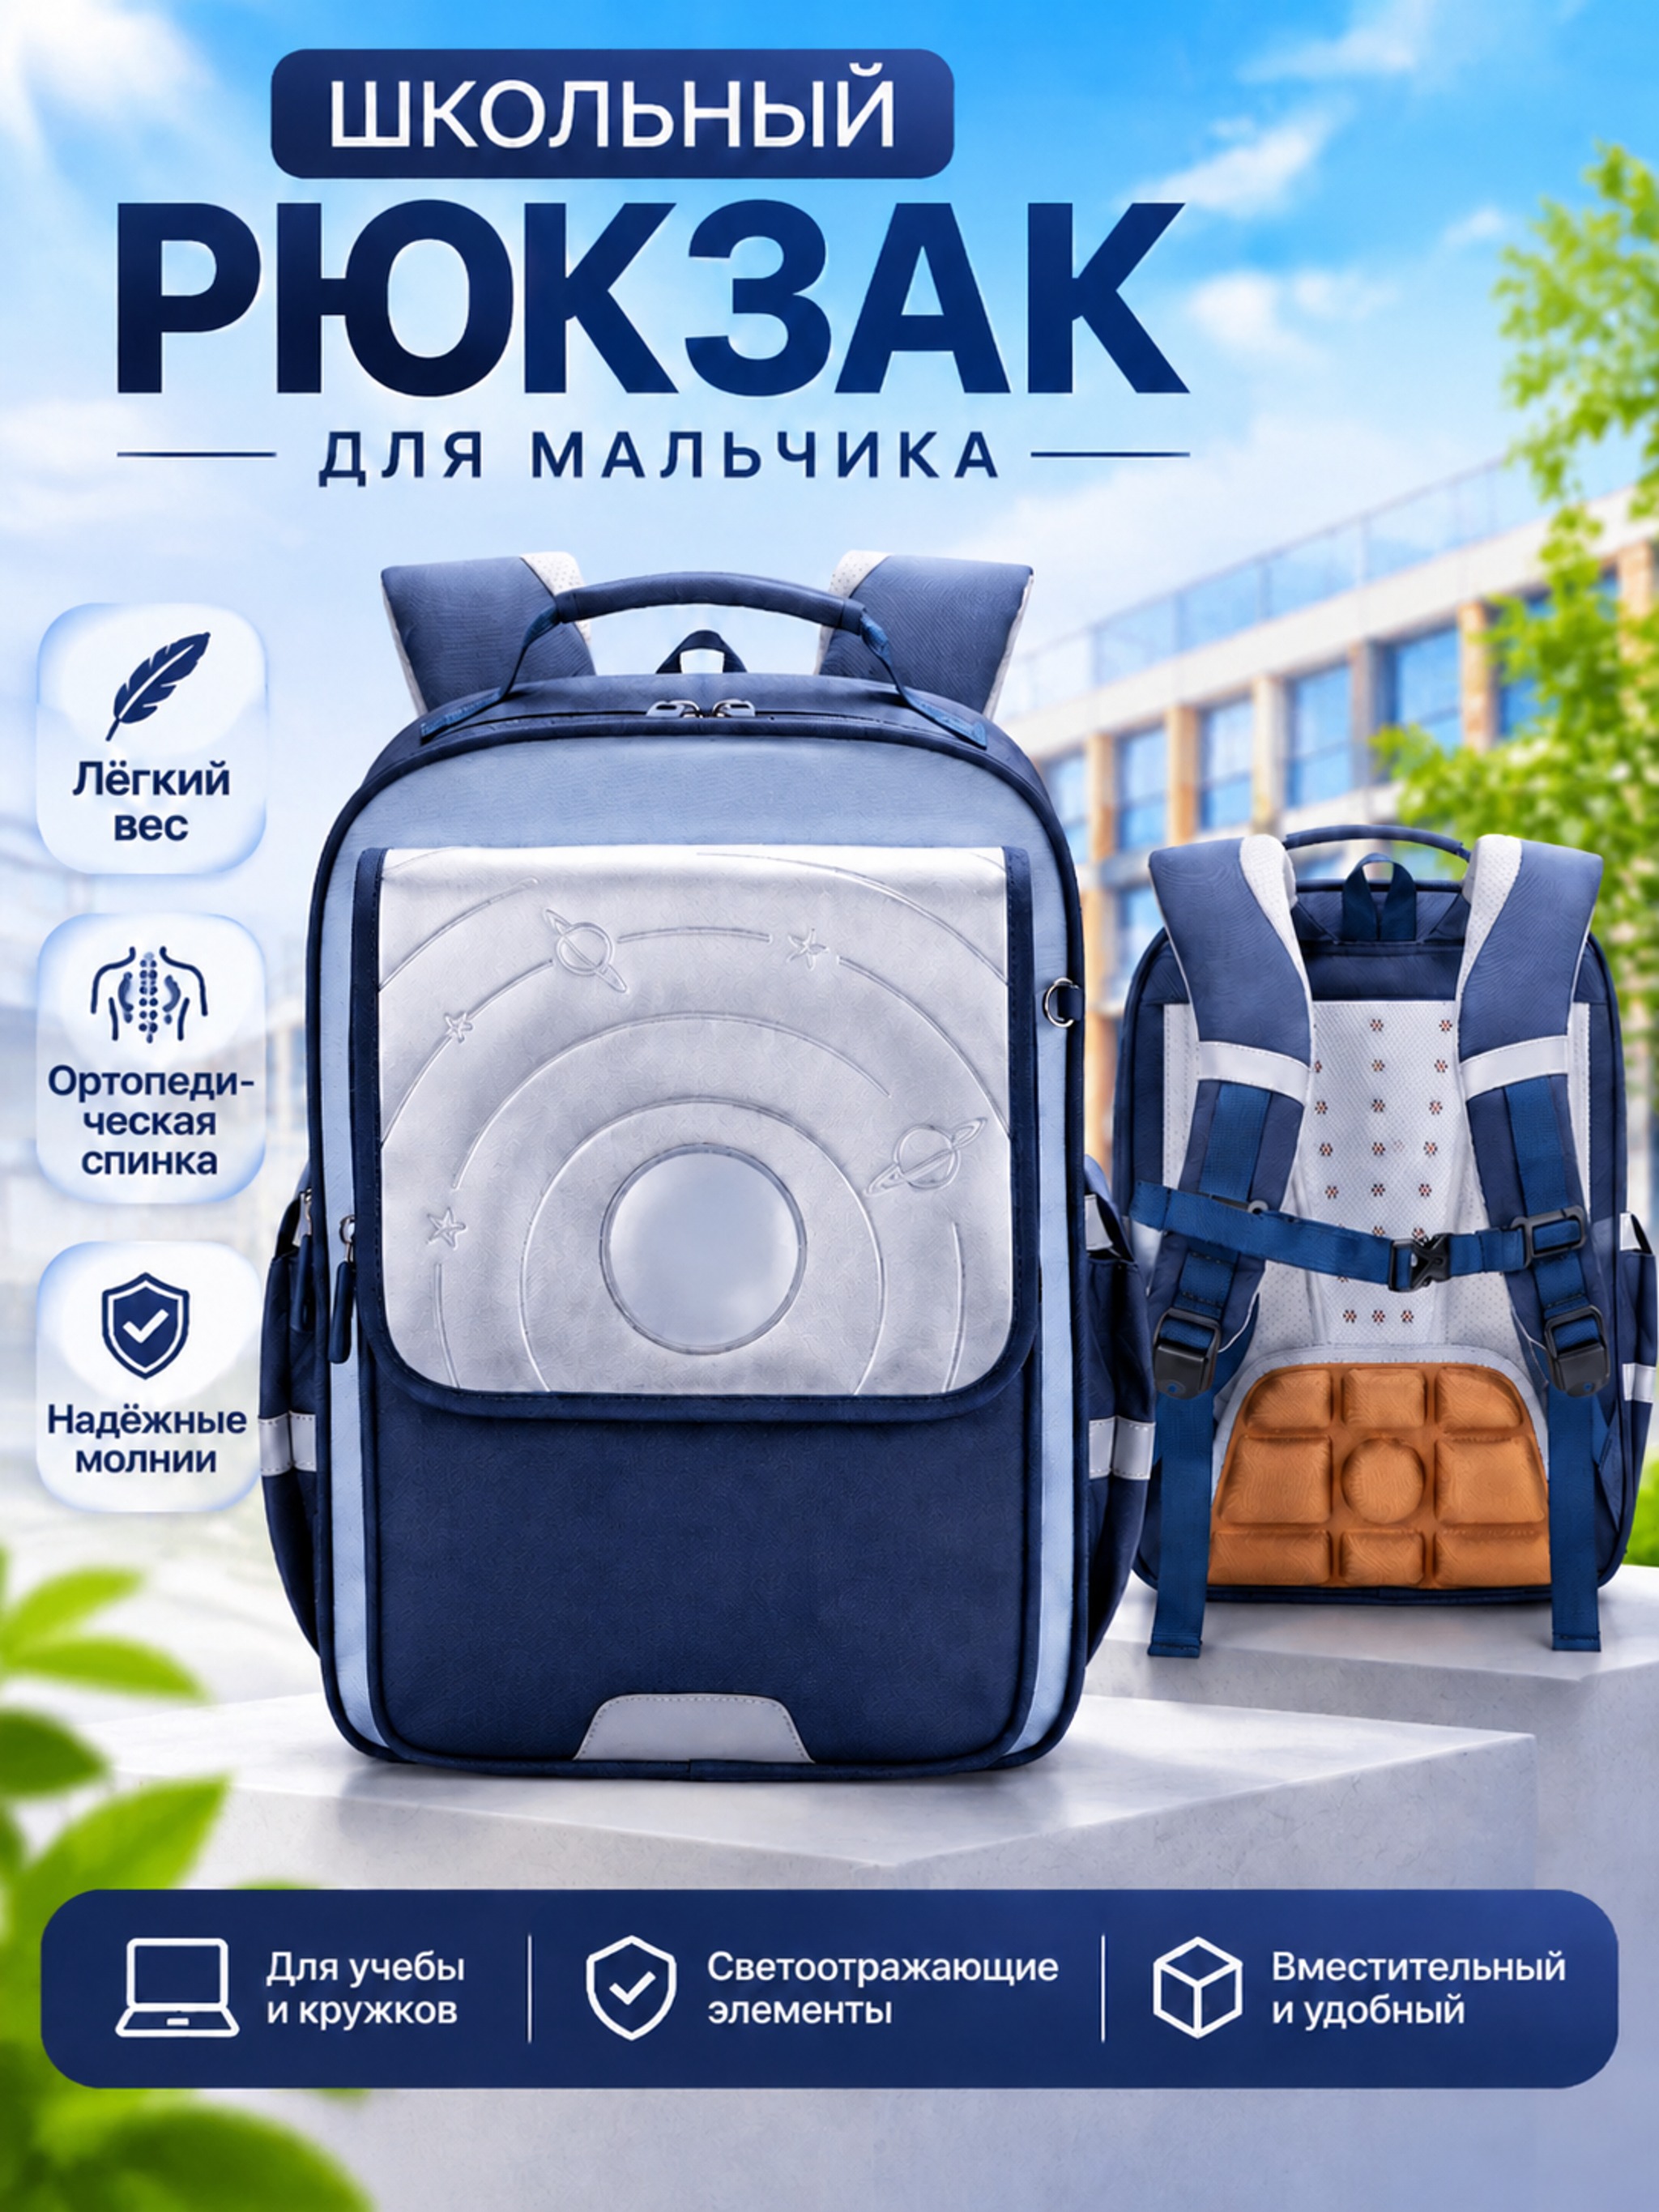 ШКОЛЬНЫЙ
РЮКЗАК
ДЛЯ МАЛЬЧИКА
Лёгкий
вес
Ортопеди-
ческая
спинка
Надёжные
молнии
Для учебы
и кружков
Светоотражающие
элементы
Вместительный
и удобный